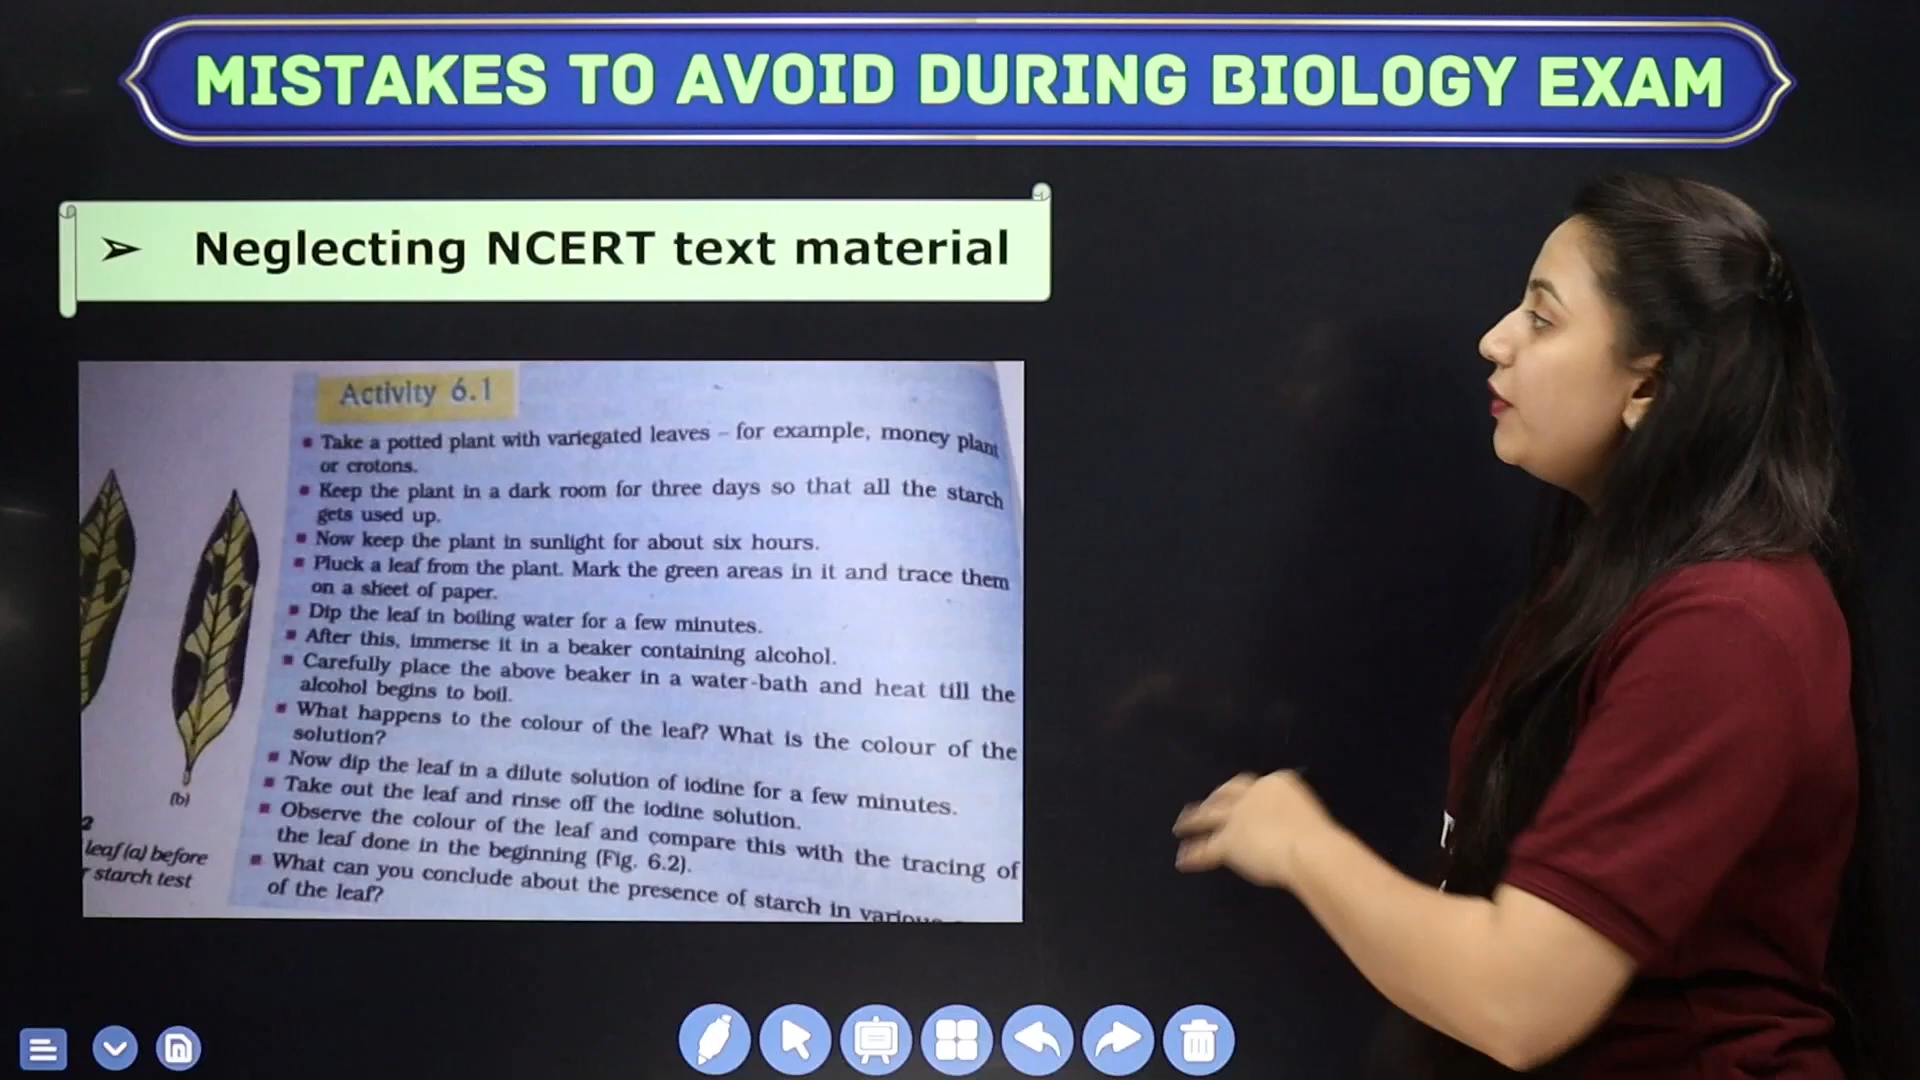 MISTAKES TO AVOID DURING BIOLOGY EXAM
➢ Neglecting NCERT text material
Activity 6.1
▪ Take a potted plant with variegated leaves – for example, money plant
or crotons.
▪ Keep the plant in a dark room for three days so that all the starch
gets used up.
▪ Now keep the plant in sunlight for about six hours.
▪ Pluck a leaf from the plant. Mark the green areas in it and trace them
on a sheet of paper.
▪ Dip the leaf in boiling water for a few minutes.
▪ After this, immerse it in a beaker containing alcohol.
▪ Carefully place the above beaker in a water-bath and heat till the
alcohol begins to boil.
▪ What happens to the colour of the leaf? What is the colour of the
solution?
▪ Now dip the leaf in a dilute solution of iodine for a few minutes.
▪ Take out the leaf and rinse off the iodine solution.
▪ Observe the colour of the leaf and compare this with the tracing of
the leaf done in the beginning (Fig. 6.2).
▪ What can you conclude about the presence of starch in various
of the leaf?
(b)
2
leaf (a) before
starch test